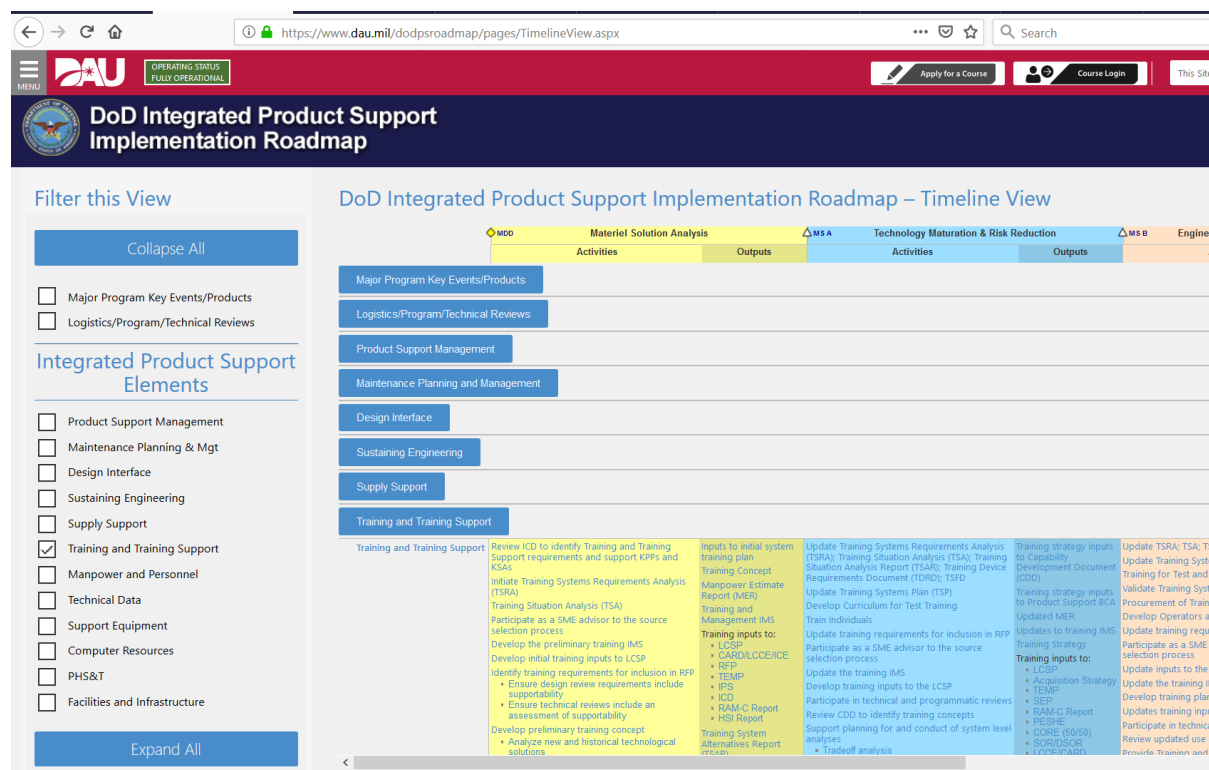 https://www.dau.mil/dodpsroadmap/pages/TimelineView.aspx
Search
MENU
DAU
OPERATING STATUS
FULLY OPERATIONAL
Apply for a Course
Course Login
This Site
DoD Integrated Product Support
Implementation Roadmap
Filter this View
Collapse All
Major Program Key Events/Products
Logistics/Program/Technical Reviews
Integrated Product Support
Elements
Product Support Management
Maintenance Planning & Mgt
Design Interface
Sustaining Engineering
Supply Support
Training and Training Support
Manpower and Personnel
Technical Data
Support Equipment
Computer Resources
PHS&T
Facilities and Infrastructure
Expand All
DoD Integrated Product Support Implementation Roadmap – Timeline View
MDD Materiel Solution Analysis MS A Technology Maturation & Risk Reduction MS B Engine
Activities Outputs Activities Outputs
Major Program Key Events/Products
Logistics/Program/Technical Reviews
Product Support Management
Maintenance Planning and Management
Design Interface
Sustaining Engineering
Supply Support
Training and Training Support
Training and Training Support
Review ICD to identify Training and Training
Support requirements and support KPPs and
KSAs
Initiate Training Systems Requirements Analysis
(TSRA)
Training Situation Analysis (TSA)
Participate as a SME advisor to the source
selection process
Develop the preliminary training IMS
Develop initial training inputs to LCSP
Identify training requirements for inclusion in RFP
Ensure design review requirements include
supportability
Ensure technical reviews include an
assessment of supportability
Develop preliminary training concept
Analyze new and historical technological
solutions
Inputs to initial system
training plan
Training Concept
Manpower Estimate
Report (MER)
Training and
Management IMS
Training inputs to:
LCSP
CARD/LCCE/ICE
RFP
TEMP
IPS
ICD
RAM-C Report
HSI Report
Training System
Alternatives Report
(TSAR)
Update Training Systems Requirements Analysis
(TSRA); Training Situation Analysis (TSA); Training
Situation Analysis Report (TSAR); Training Device
Requirements Document (TDRD); TSFD
Update Training Systems Plan (TSP)
Develop Curriculum for Test Training
Train Individuals
Update training requirements for inclusion in RFP
Participate as a SME advisor to the source
selection process
Update the training IMS
Develop training inputs to the LCSP
Participate in technical and programmatic reviews
Review CDD to identify training concepts
Support planning for and conduct of system level
analyses
Tradeoff analysis
Training strategy inputs
to Capability
Development Document
(CDD)
Training strategy inputs
to Product Support BCA
Updated MER
Updates to training IMS
Training Strategy
Training inputs to:
LCSP
Acquisition Strategy
TEMP
SEP
RAM-C Report
PESHE
CORE (50/50)
SOR/DSOR
LCCE/CARD
Update TSRA; TSA; T
Update Training Syst
Training for Test and
Validate Training Syst
Procurement of Train
Develop Operators a
Update training requ
Participate as a SME
selection process
Update inputs to the
Update the training I
Develop training plan
Updates training inpu
Participate in technica
Review updated use
Provide Training and